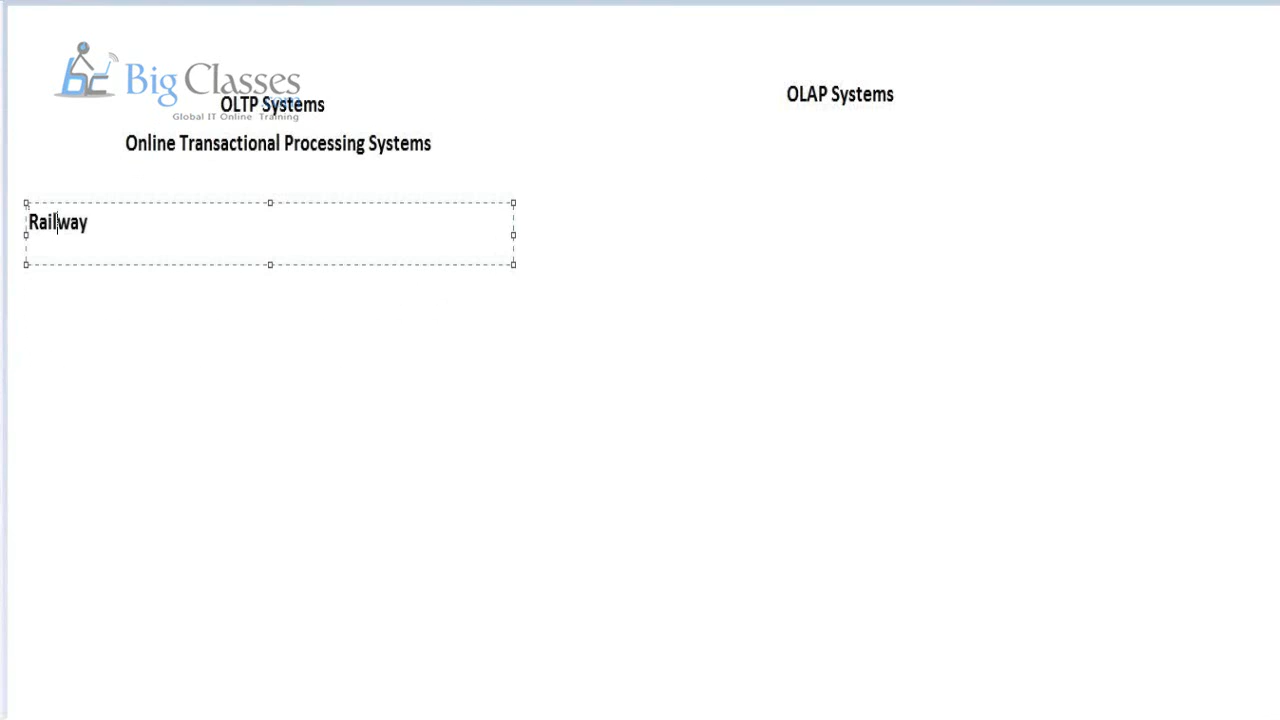 Big Classes
OLTP Systems
Global IT Online Training
Online Transactional Processing Systems
Railway
OLAP Systems